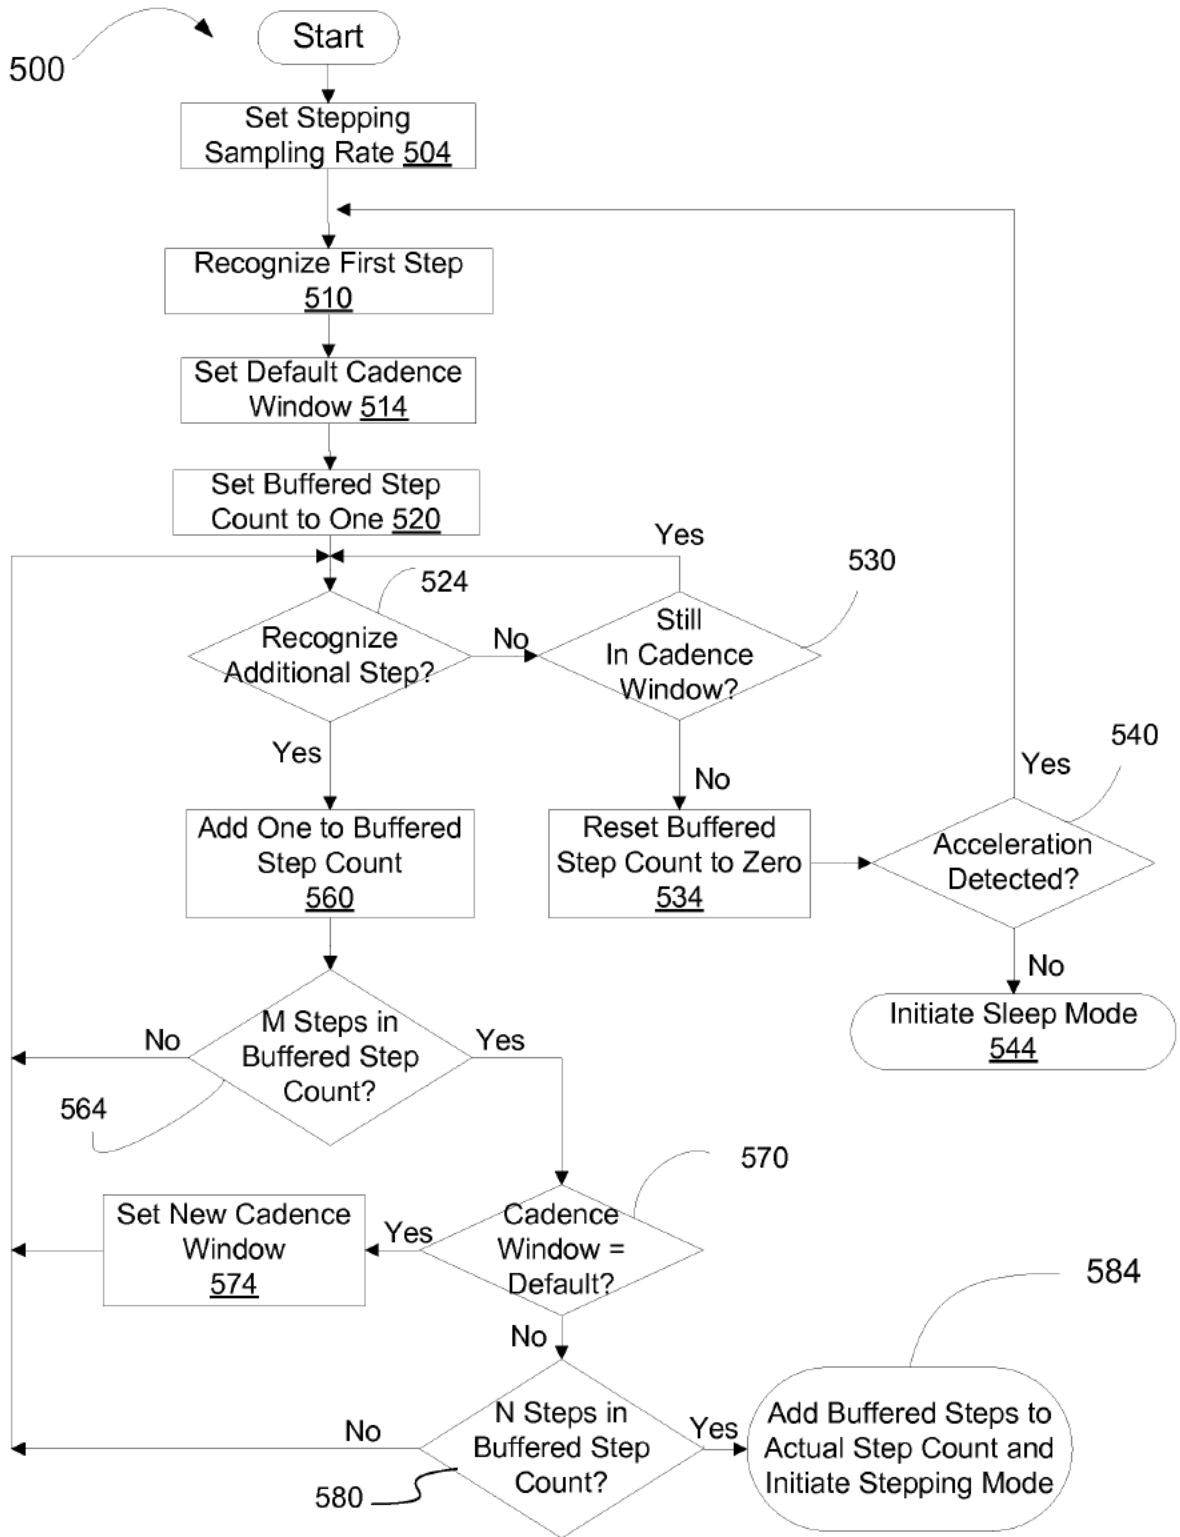 Start
500
Set Stepping
Sampling Rate 504
Recognize First Step
510
Set Default Cadence
Window 514
Set Buffered Step
Count to One 520
Yes
530
524
Recognize
Additional Step?
No
Still
In Cadence
Window?
Yes
No
540
Yes
Add One to Buffered
Step Count
560
Reset Buffered
Step Count to Zero
534
Acceleration
Detected?
No
Initiate Sleep Mode
544
No
M Steps in
Buffered Step
Count?
Yes
564
570
Set New Cadence
Window
574
Yes
Cadence
Window =
Default?
584
No
No
N Steps in
Buffered Step
Count?
Yes
580
Add Buffered Steps to
Actual Step Count and
Initiate Stepping Mode